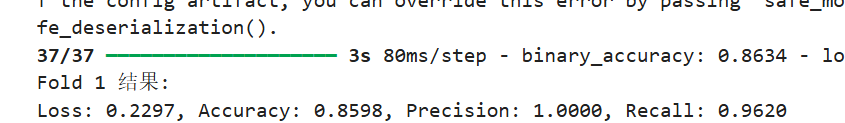 f the config artifact, you can override this error by passing `safe_mo
fe_deserialization().
37/37 ━━━━━━━━━━━━━━━━━━━━ 3s 80ms/step - binary_accuracy: 0.8634 - lo
Fold 1 结果:
Loss: 0.2297, Accuracy: 0.8598, Precision: 1.0000, Recall: 0.9620